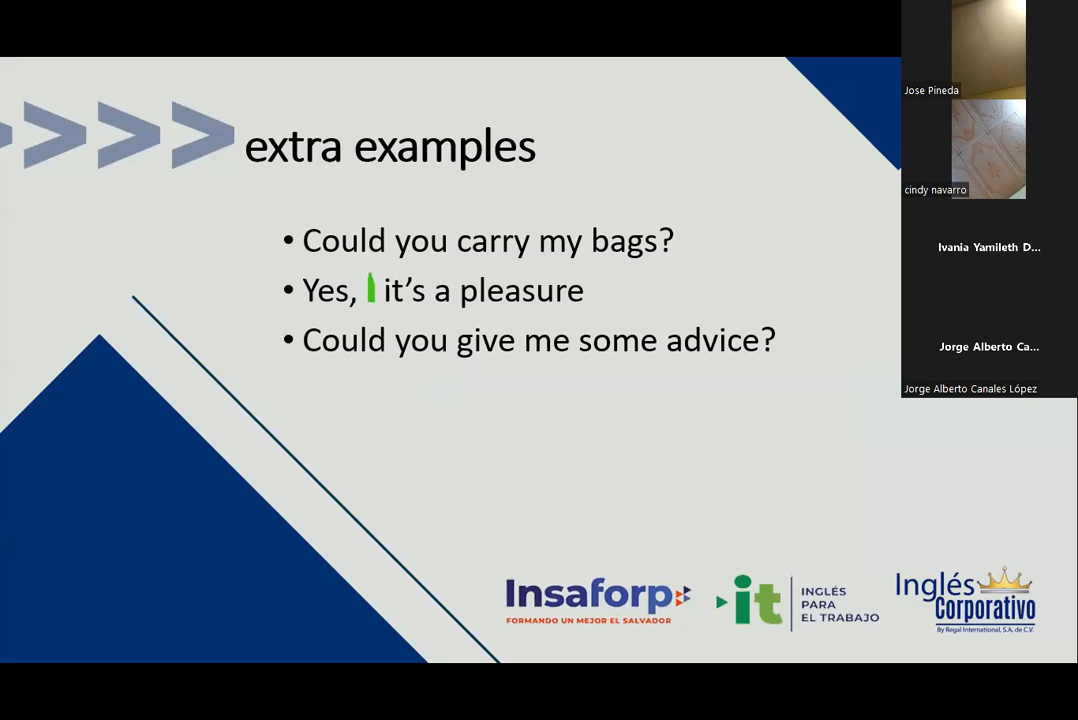 extra examples
• Could you carry my bags?
• Yes, it's a pleasure
• Could you give me some advice?
Insaforp
FORMANDO UN MEJOR EL SALVADOR
it
INGLÉS
PARA
EL TRABAJO
Inglés
Corporativo
By Regal International, S.A. de C.V.
Jose Pineda
cindy navarro
Ivania Yamileth D...
Jorge Alberto Ca...
Jorge Alberto Canales López